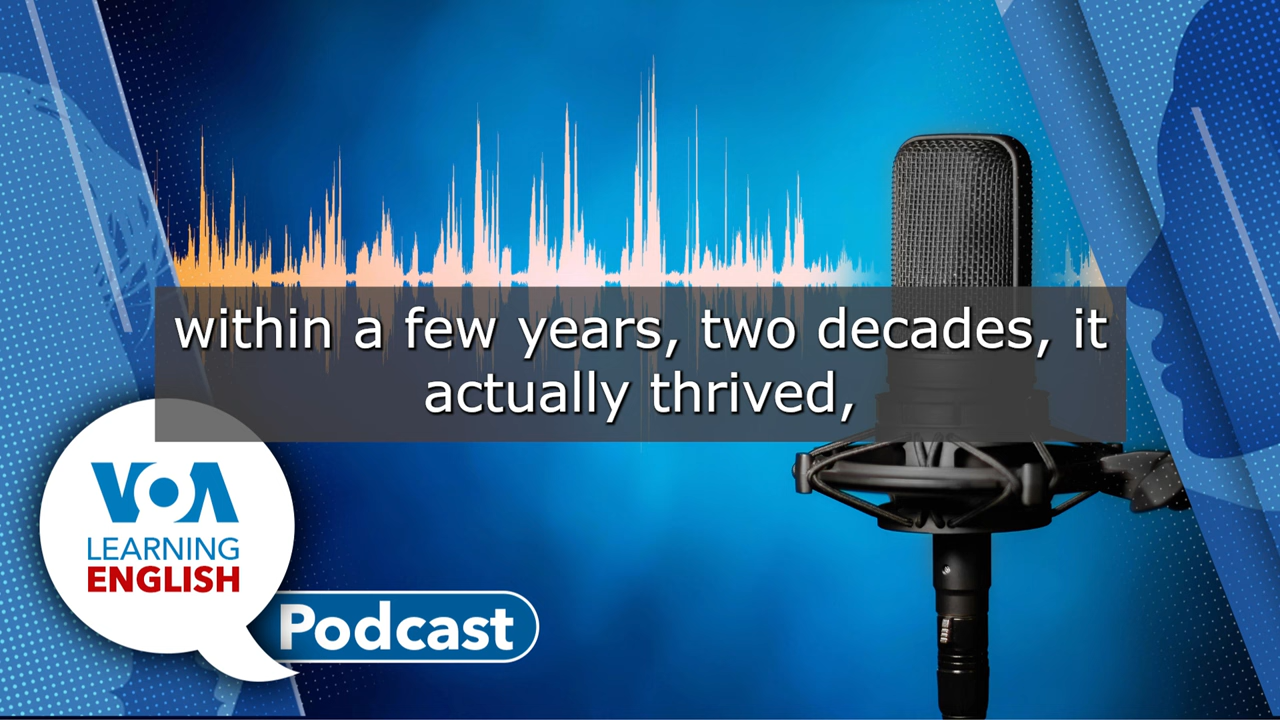 within a few years, two decades, it
actually thrived,
VOA
LEARNING
ENGLISH
Podcast